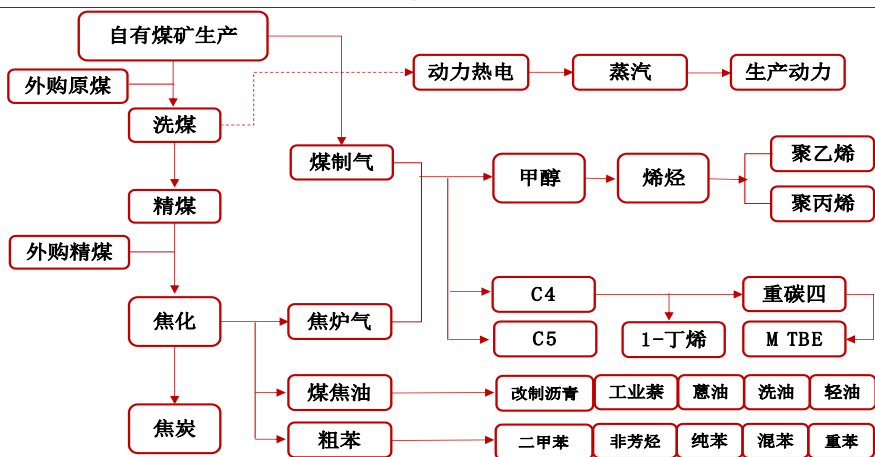 自有煤矿生产
外购原煤
动力热电
蒸汽
生产动力
洗煤
煤制气
甲醇
烯烃
聚乙烯
聚丙烯
精煤
外购精煤
C4
重碳四
焦化
焦炉气
C5
1-丁烯
M TBE
煤焦油
改制沥青
工业萘
蒽油
洗油
轻油
焦炭
粗苯
二甲苯
非芳烃
纯苯
混苯
重苯